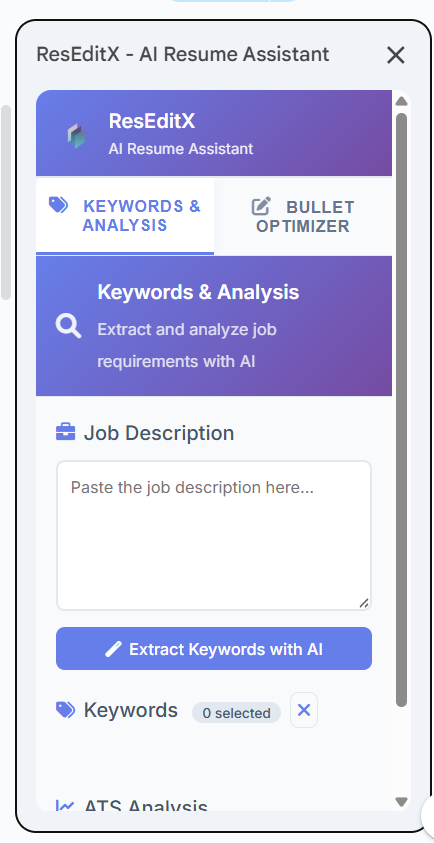 ResEditX - AI Resume Assistant
ResEditX
AI Resume Assistant
KEYWORDS &
ANALYSIS
BULLET
OPTIMIZER
Keywords & Analysis
Extract and analyze job
requirements with AI
Job Description
Paste the job description here...
Extract Keywords with AI
Keywords 0 selected
ATS Analysis